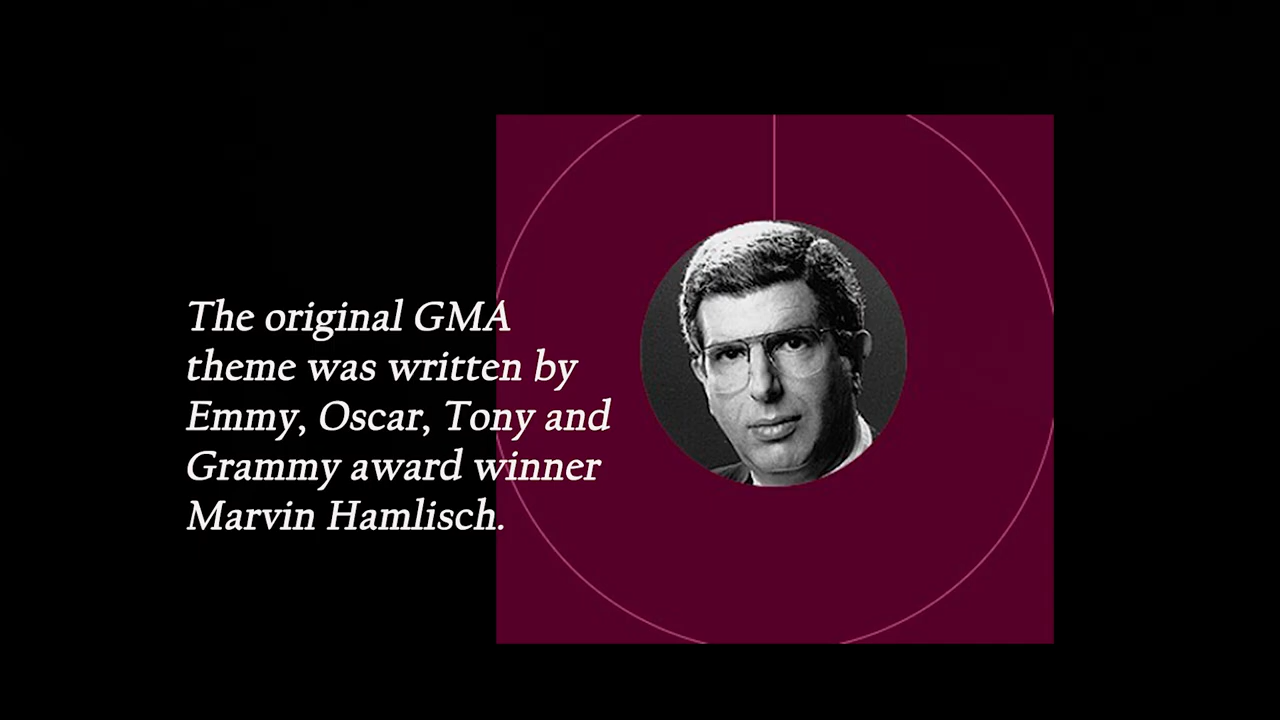 The original GMA
theme was written by
Emmy, Oscar, Tony and
Grammy award winner
Marvin Hamlisch.